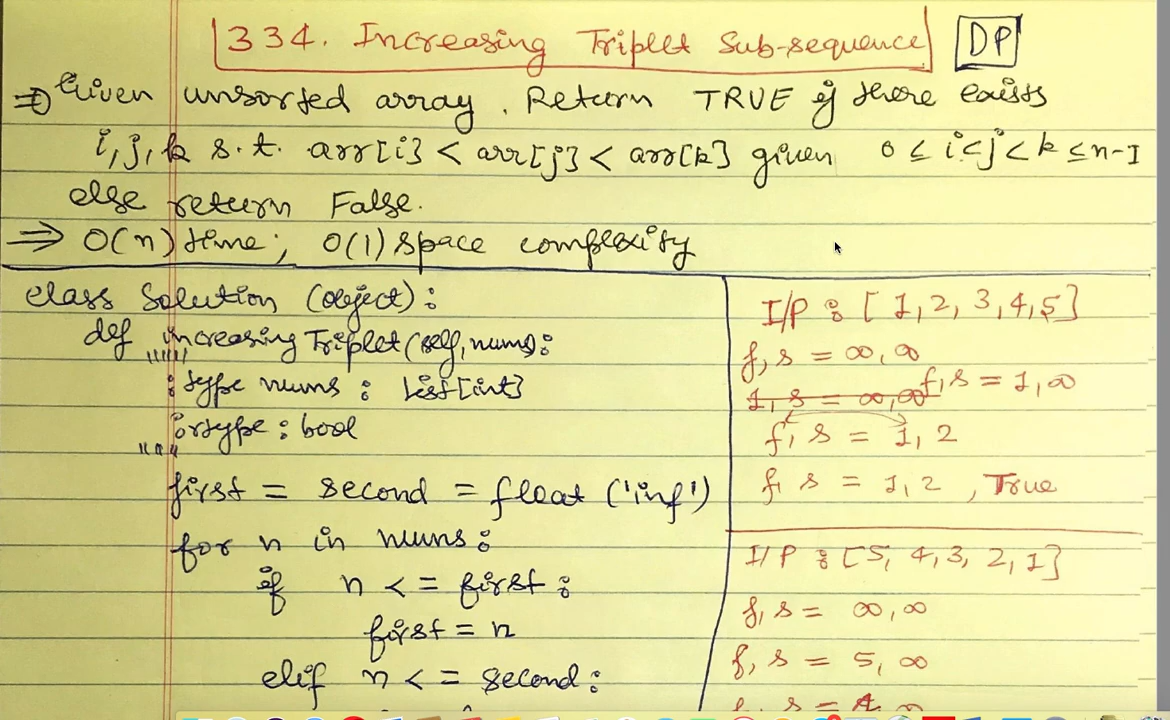 334. Increasing Triplet Sub-sequence DP
⇒ Given unsorted array. Return TRUE if there exists
i, j, k s.t. arr[i] < arr[j] < arr[k] given 0 ≤ i < j < k ≤ n-1
else return False.
⇒ O(n) time; O(1) space complexity
class Solution (object):
def increasingTriplet(self, nums):
"""
:type nums: List[int]
:rtype: bool
"""
first = second = float ('inf')
for n in nums:
if n <= first:
first = n
elif n <= second:
I/P : [1, 2, 3, 4, 5]
f, s = ∞, ∞
1, s = ∞, ∞ f, s = 1, ∞
f, s = 1, 2
f, s = 1, 2, True
I/P : [5, 4, 3, 2, 1]
f, s = ∞, ∞
f, s = 5, ∞